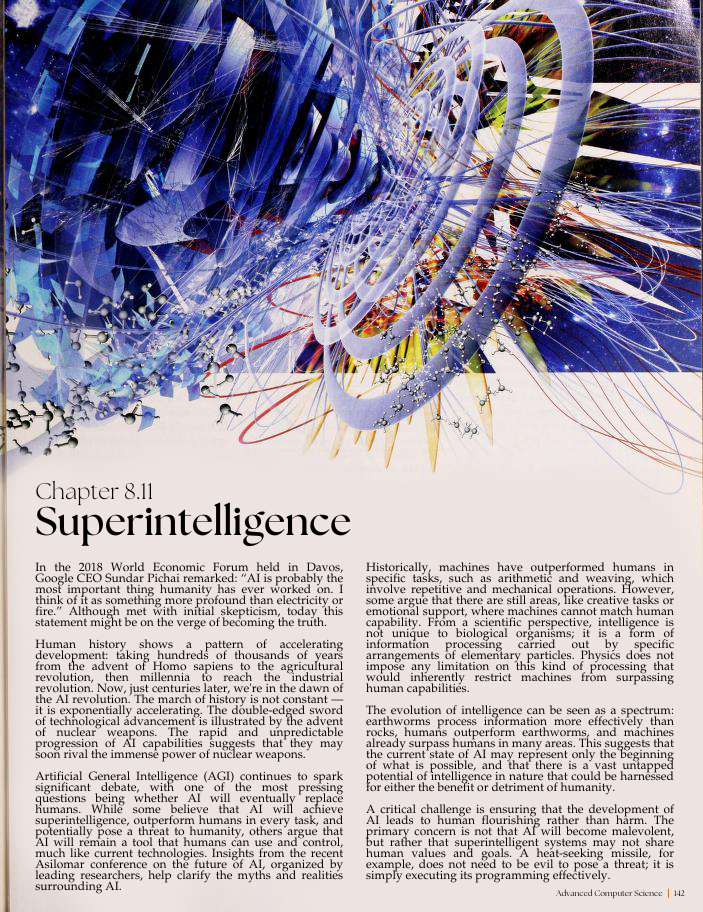 Chapter 8.11
Superintelligence
In the 2018 World Economic Forum held in Davos,
Google CEO Sundar Pichai remarked: “AI is probably the
most important thing humanity has ever worked on. I
think of it as something more profound than electricity or
fire.” Although met with initial skepticism, today this
statement might be on the verge of becoming the truth.
Human history shows a pattern of accelerating
development: taking hundreds of thousands of years
from the advent of Homo sapiens to the agricultural
revolution, then millennia to reach the industrial
revolution. Now, just centuries later, we're in the dawn of
the AI revolution. The march of history is not constant —
it is exponentially accelerating. The double-edged sword
of technological advancement is illustrated by the advent
of nuclear weapons. The rapid and unpredictable
progression of AI capabilities suggests that they may
soon rival the immense power of nuclear weapons.
Artificial General Intelligence (AGI) continues to spark
significant debate, with one of the most pressing
questions being whether AI will eventually replace
humans. While some believe that AI will achieve
superintelligence, outperform humans in every task, and
potentially pose a threat to humanity, others argue that
AI will remain a tool that humans can use and control,
much like current technologies. Insights from the recent
Asilomar conference on the future of AI, organized by
leading researchers, help clarify the myths and realities
surrounding AI.
Historically, machines have outperformed humans in
specific tasks, such as arithmetic and weaving, which
involve repetitive and mechanical operations. However,
some argue that there are still areas, like creative tasks or
emotional support, where machines cannot match human
capability. From a scientific perspective, intelligence is
not unique to biological organisms; it is a form of
information processing carried out by specific
arrangements of elementary particles. Physics does not
impose any limitation on this kind of processing that
would inherently restrict machines from surpassing
human capabilities.
The evolution of intelligence can be seen as a spectrum:
earthworms process information more effectively than
rocks, humans outperform earthworms, and machines
already surpass humans in many areas. This suggests that
the current state of AI may represent only the beginning
of what is possible, and that there is a vast untapped
potential of intelligence in nature that could be harnessed
for either the benefit or detriment of humanity.
A critical challenge is ensuring that the development of
AI leads to human flourishing rather than harm. The
primary concern is not that AI will become malevolent,
but rather that superintelligent systems may not share
human values and goals. A heat-seeking missile, for
example, does not need to be evil to pose a threat; it is
simply executing its programming effectively.
Advanced Computer Science | 142